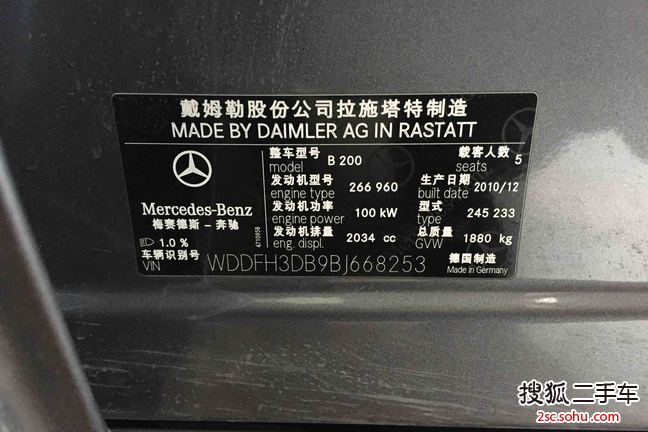 戴姆勒股份公司拉施塔特制造
MADE BY DAIMLER AG IN RASTATT
整车型号 B 200 载客人数 5
model seats
发动机型号 266 960 生产日期 2010/12
engine type built date
发动机功率 100 kW 型式 245 233
engine power type
发动机排量 2034 cc 总质量 1880 kg
eng. displ. GVW
Mercedes-Benz
梅赛德斯－奔驰
1.0 %
4710958
车辆识别号 WDDFH3DB9BJ668253 德国制造
VIN Made in Germany
搜狐二手车
2sc.sohu.com